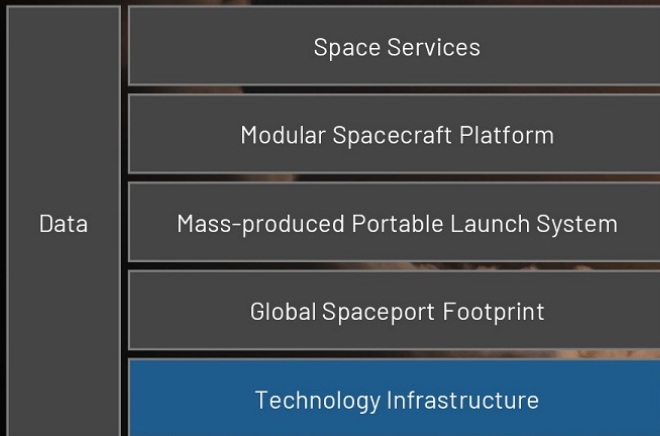 Space Services
Modular Spacecraft Platform
Data
Mass-produced Portable Launch System
Global Spaceport Footprint
Technology Infrastructure